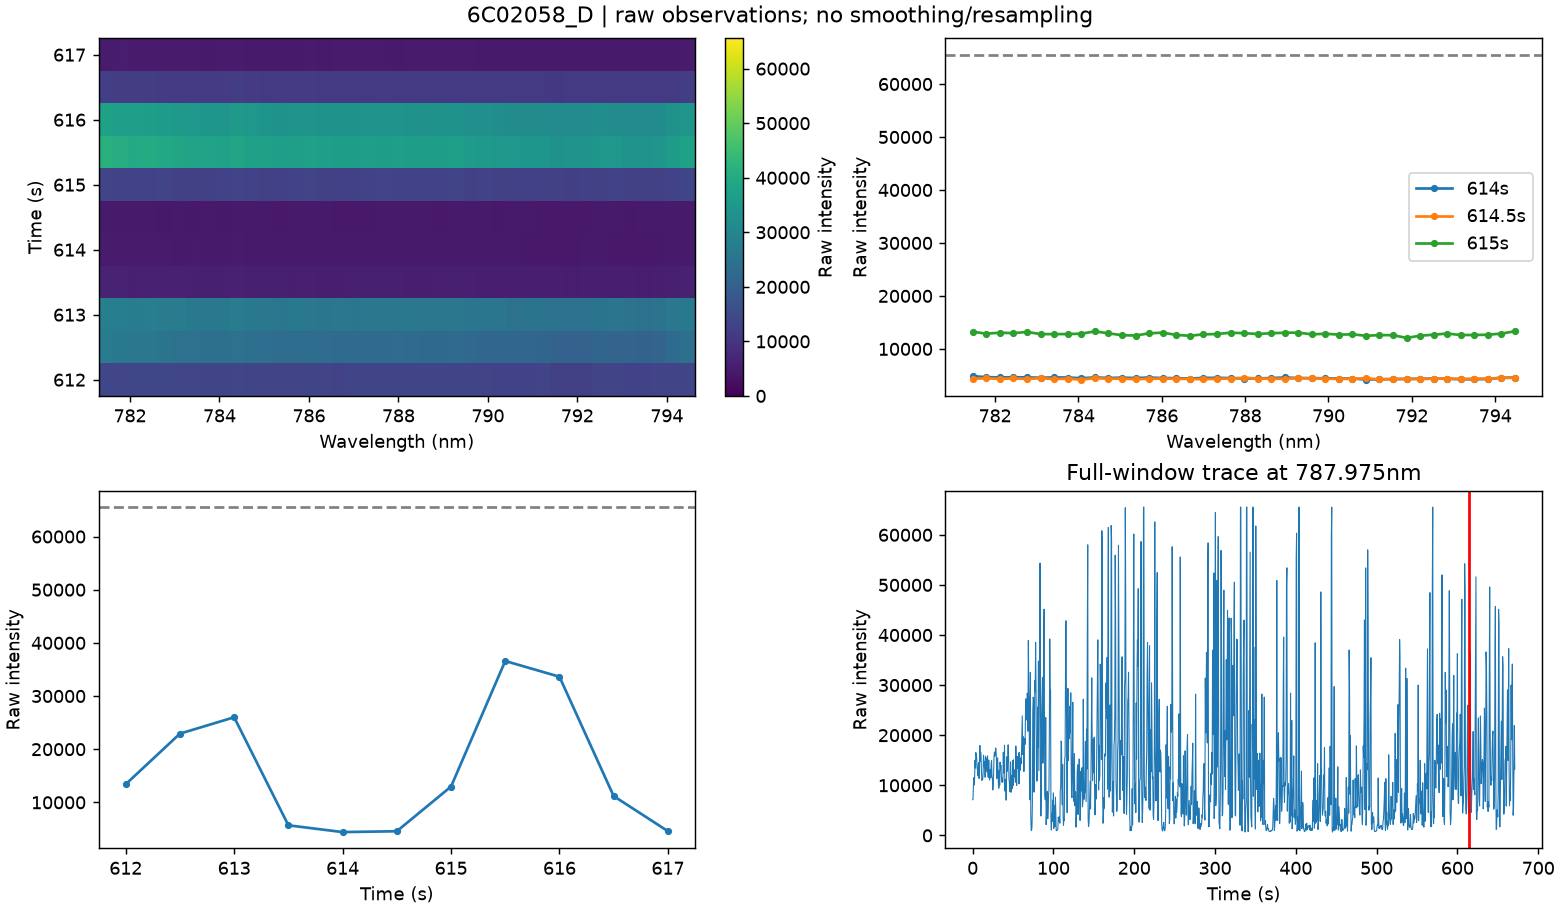 6C02058_D | raw observations; no smoothing/resampling
617
616
615
614
613
612
Time (s)
782 784 786 788 790 792 794
Wavelength (nm)
60000
50000
40000
30000
20000
10000
0
Raw intensity
60000
50000
40000
30000
20000
10000
Raw intensity
614s
614.5s
615s
782 784 786 788 790 792 794
Wavelength (nm)
60000
50000
40000
30000
20000
10000
Raw intensity
612 613 614 615 616 617
Time (s)
Full-window trace at 787.975nm
60000
50000
40000
30000
20000
10000
0
Raw intensity
0 100 200 300 400 500 600 700
Time (s)